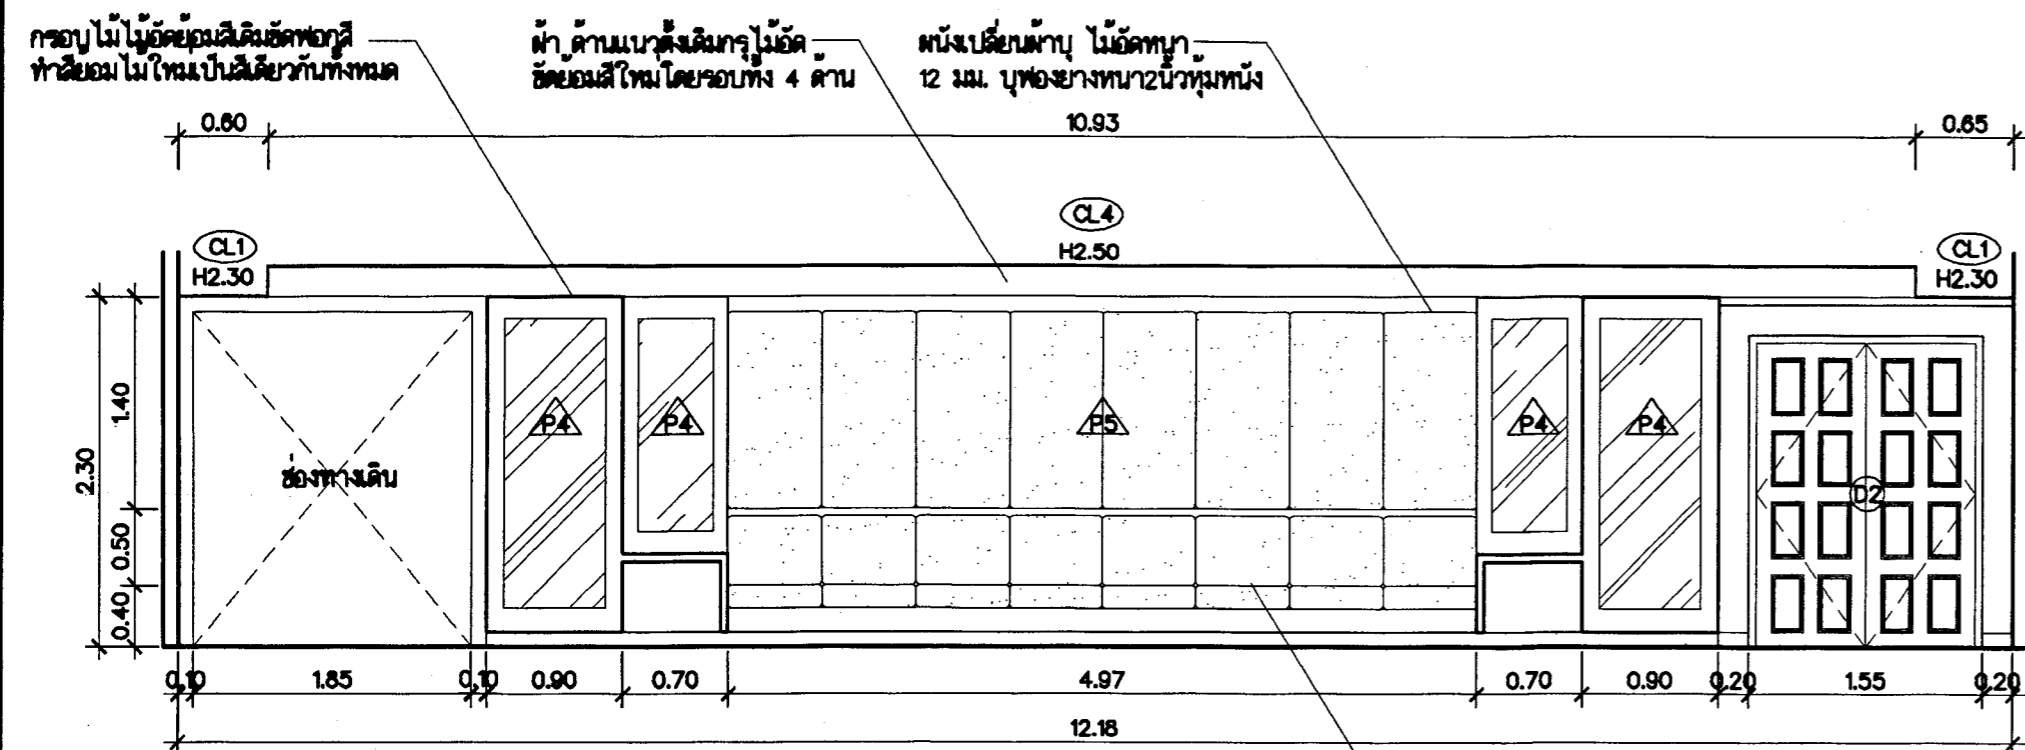 กรอบไม้ไม้อัดย้อมสีเดิมขัดฟอกสี
ทำสีย้อมไม้ใหม่เป็นสีเดียวกันทั้งหมด
ฝ้า ด้านแนวตั้งเดิมกรุไม้อัด
ขัดย้อมสีใหม่โดยรอบทั้ง 4 ด้าน
ผนังเปลี่ยนผ้าบุ ไม้อัดหนา
12 มม. บุฟองยางหนา2นิ้วหุ้มหนัง
0.60
10.93
0.65
CL4
H2.50
CL1
H2.30
CL1
H2.30
2.30
1.40
0.50
0.40
ช่องทางเดิน
P4
P4
P5
P4
P4
D2
0.10
1.85
0.10
0.90
0.70
4.97
0.70
0.90
0.20
1.55
0.20
12.18